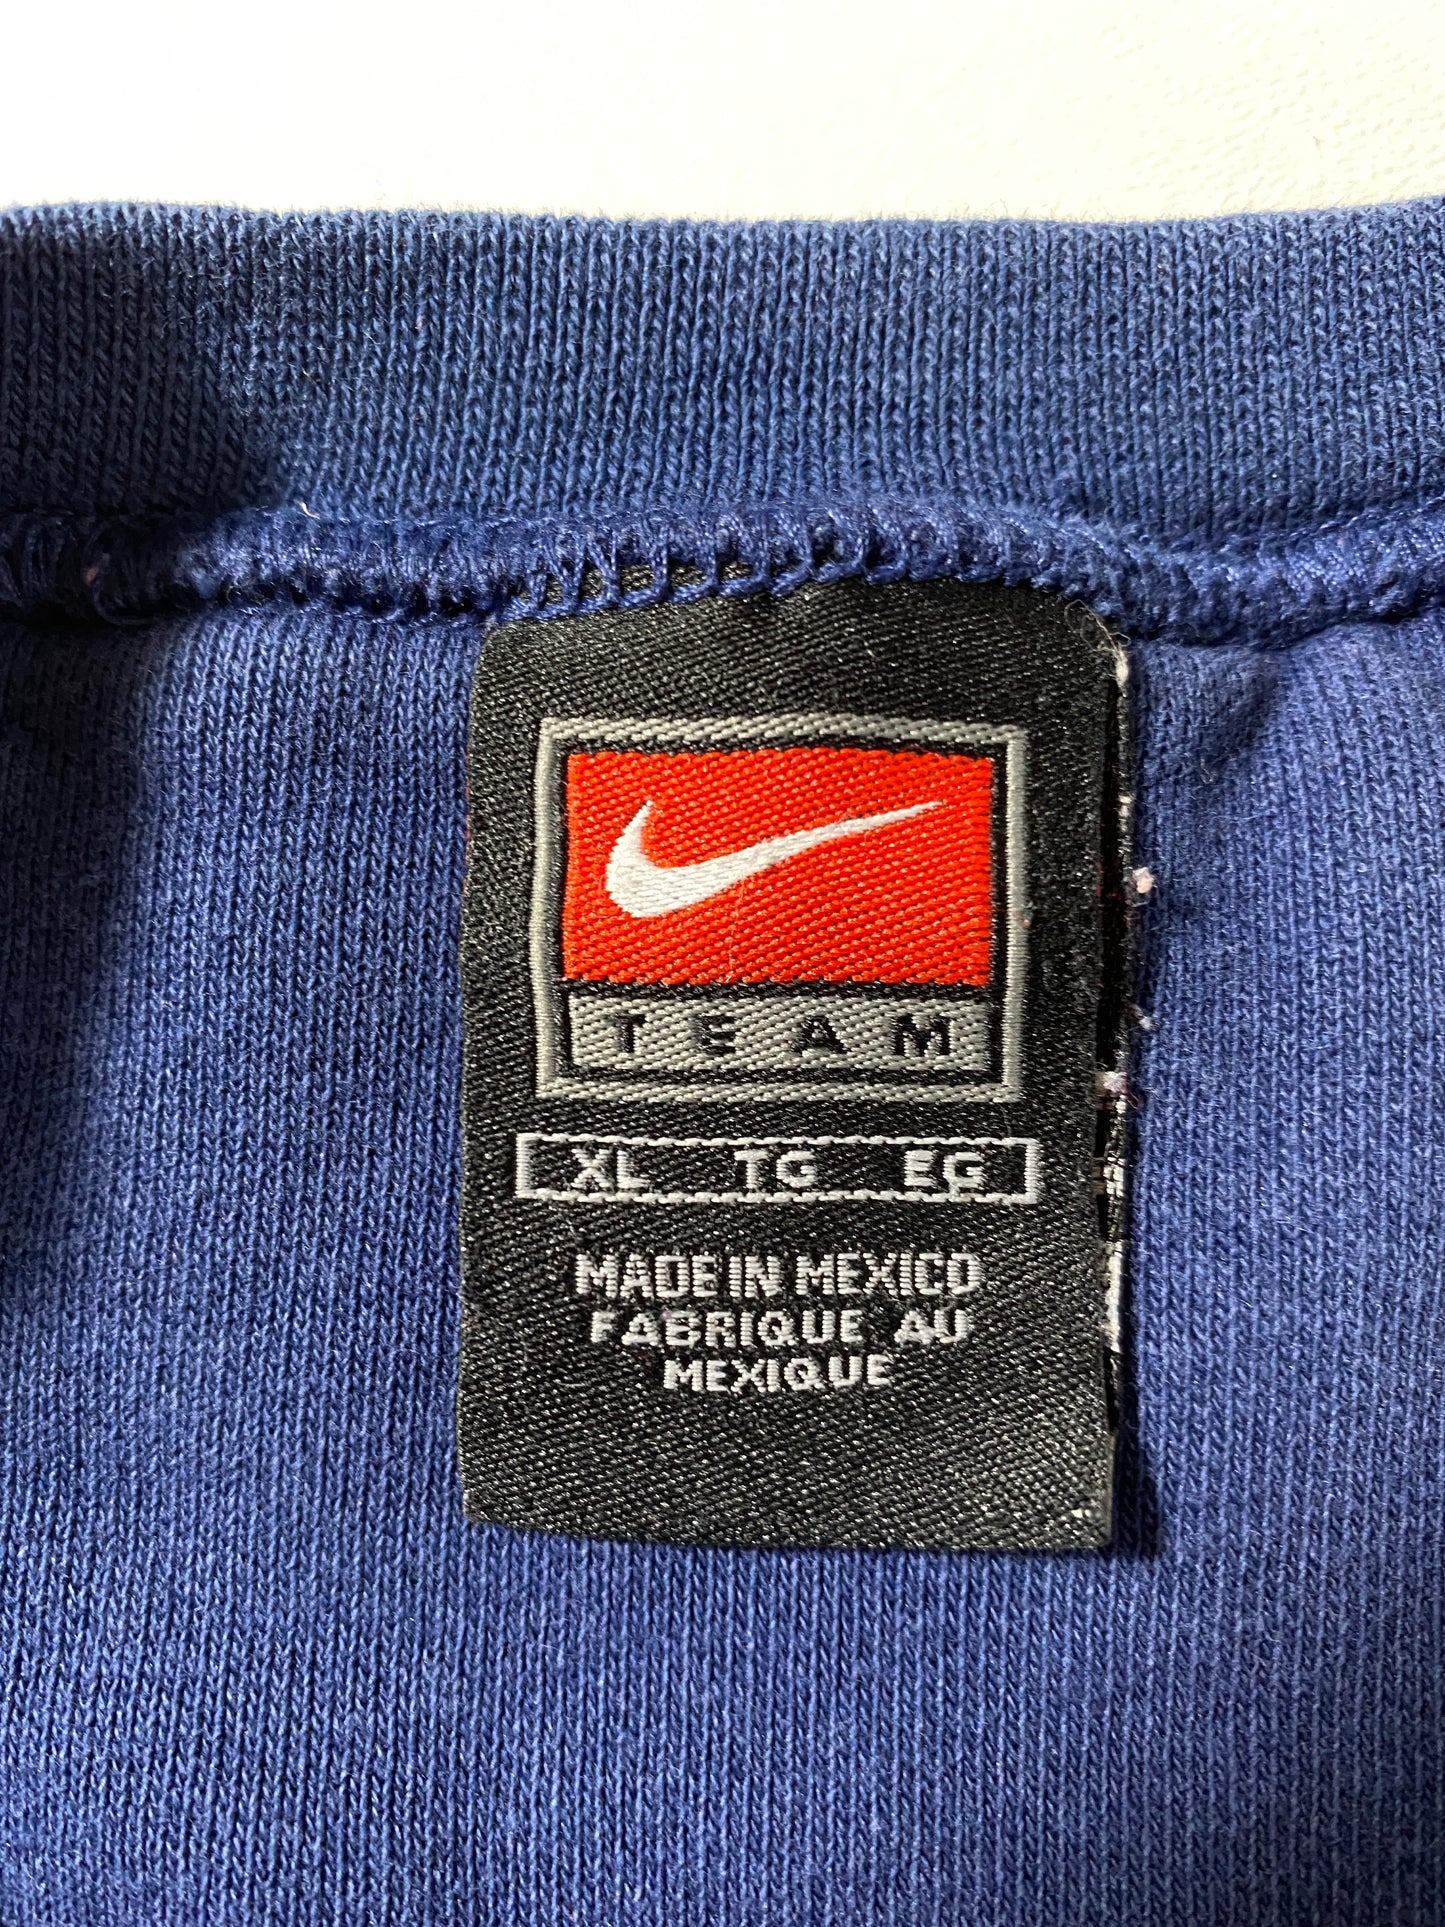 TEAM
XL TG EG
MADE IN MEXICO
FABRIQUE AU
MEXIQUE